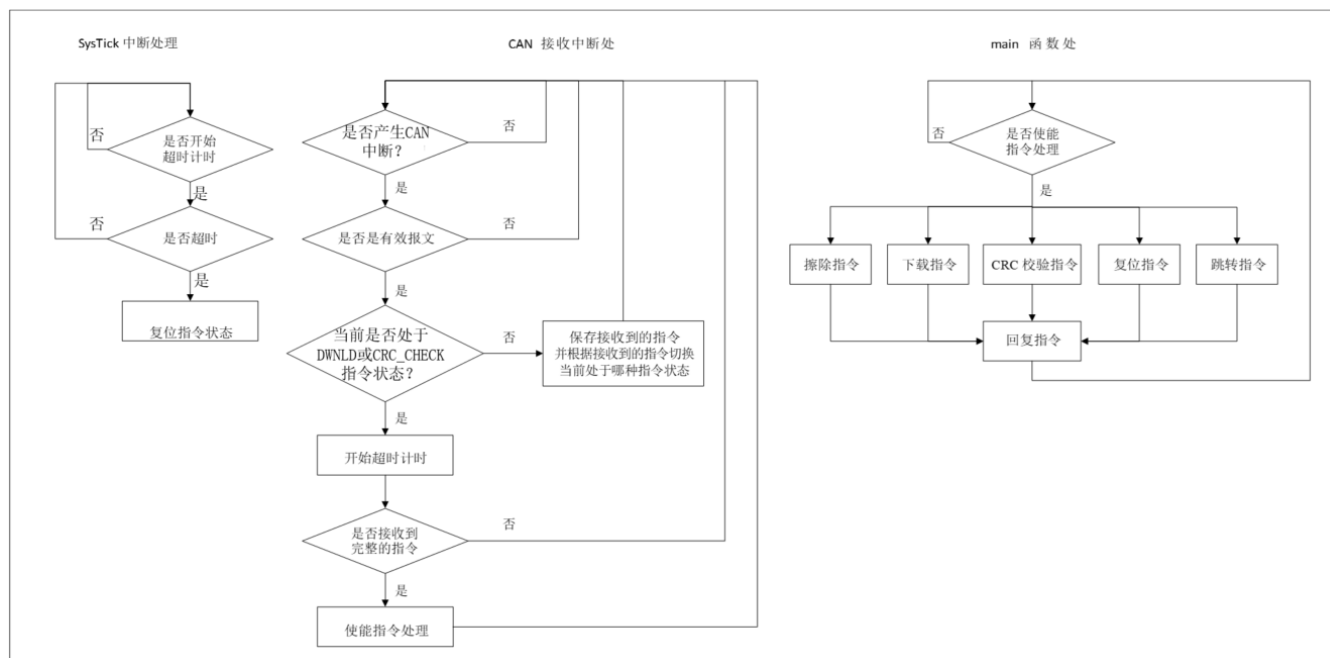 SysTick 中断处理
否
是否开始
超时计时
是
否
是否超时
是
复位指令状态
CAN 接收中断处
是否产生CAN
中断?
否
是
是否是有效报文
否
是
当前是否处于
DWNLD或CRC_CHECK
指令状态?
否
保存接收到的指令
并根据接收到的指令切换
当前处于哪种指令状态
是
开始超时计时
是否接收到
完整的指令
否
是
使能指令处理
main 函数处
否
是否使能
指令处理
是
擦除指令
下载指令
CRC 校验指令
复位指令
跳转指令
回复指令